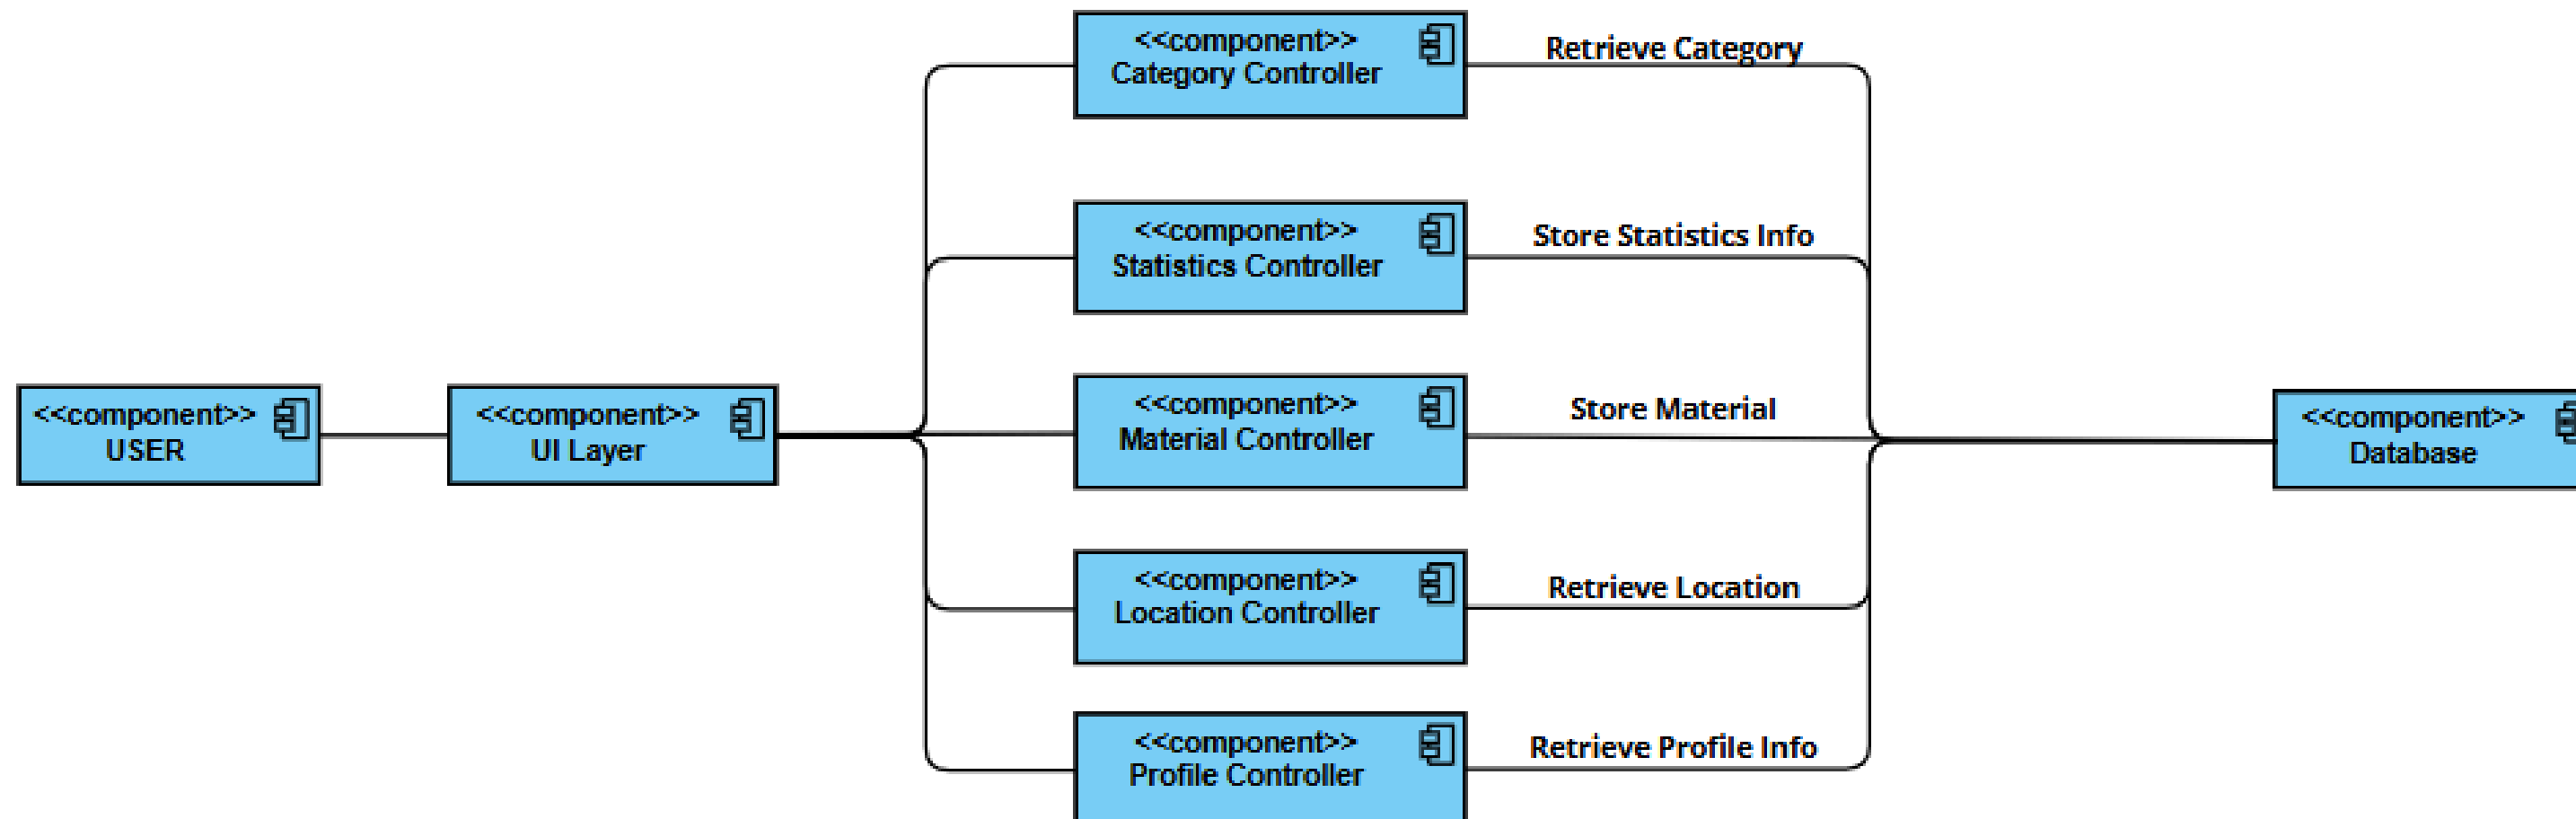 <<component>>
Category Controller
Retrieve Category
<<component>>
Statistics Controller
Store Statistics Info
<<component>>
USER
<<component>>
UI Layer
<<component>>
Material Controller
Store Material
<<component>>
Database
<<component>>
Location Controller
Retrieve Location
<<component>>
Profile Controller
Retrieve Profile Info